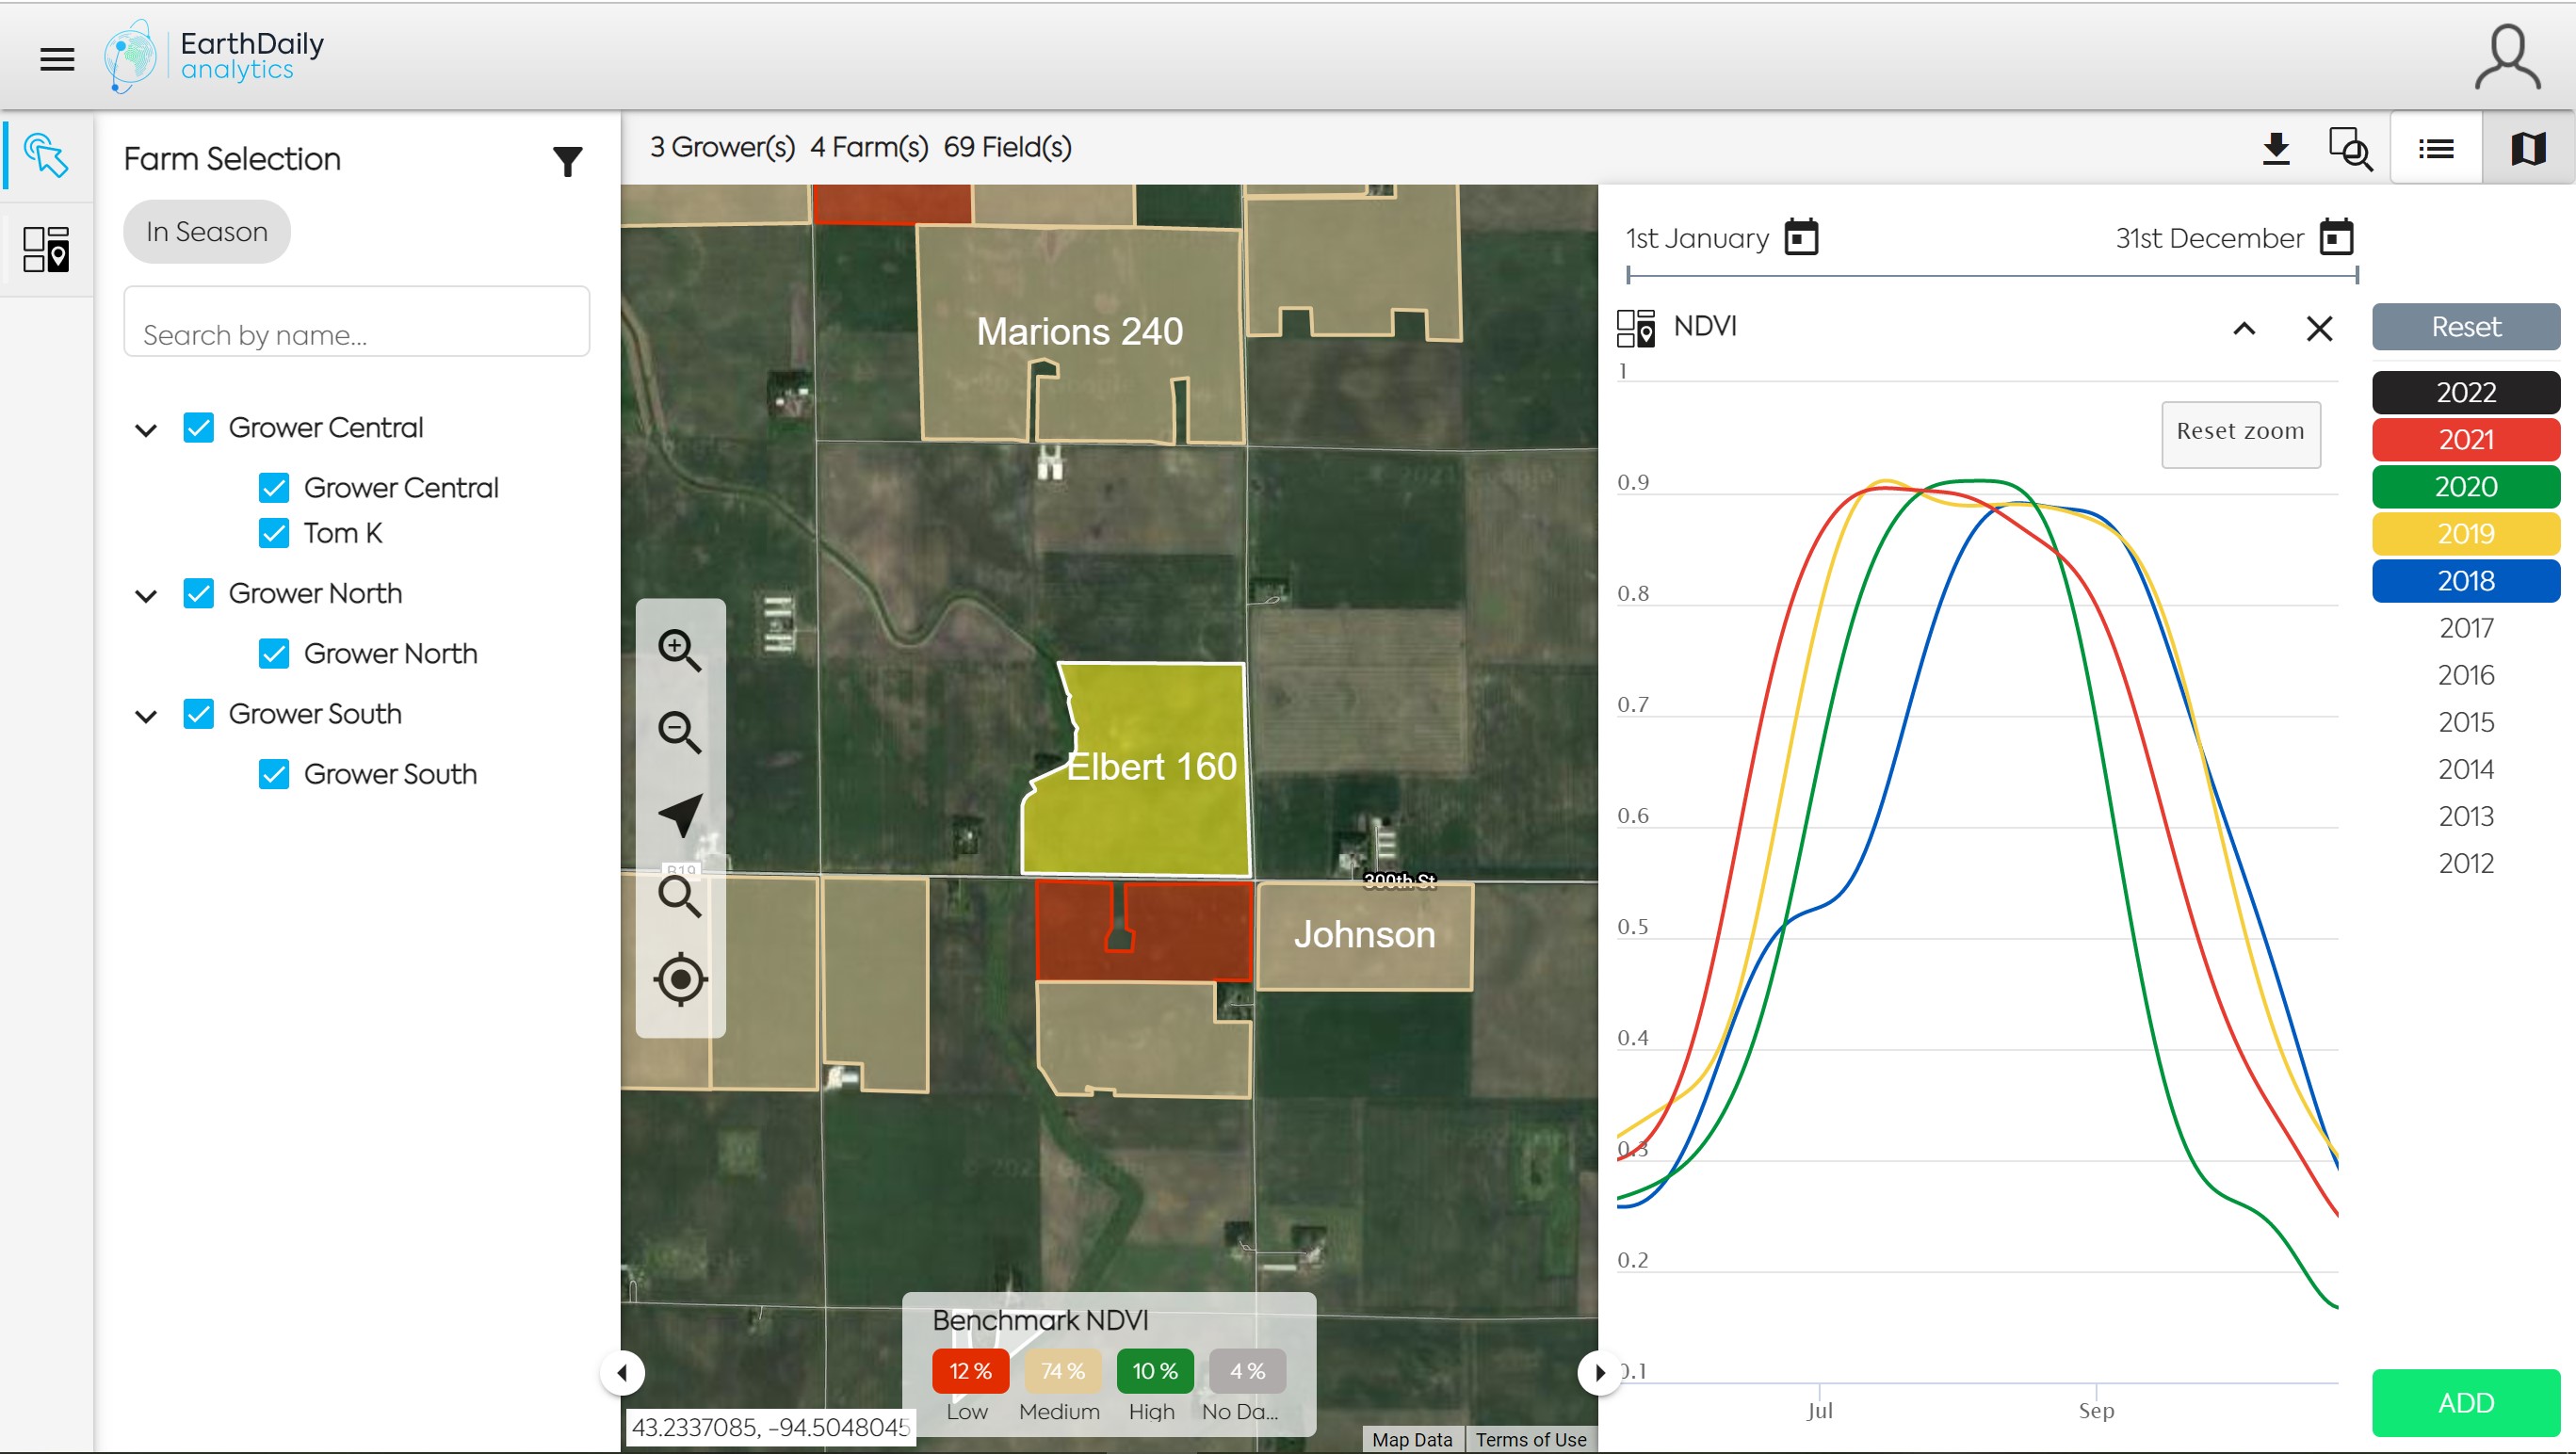 EarthDaily
analytics
Farm Selection
In Season
Search by name...
Grower Central
Grower Central
Tom K
Grower North
Grower North
Grower South
Grower South
3 Grower(s) 4 Farm(s) 69 Field(s)
Marions 240
Elbert 160
B19
300th St
Johnson
Benchmark NDVI
12 % 74 % 10 % 4 %
Low Medium High No Da...
43.2337085, -94.5048045
Map Data Terms of Use
1st January 31st December
NDVI
Reset zoom
1
0.9
0.8
0.7
0.6
0.5
0.4
0.3
0.2
0.1
Jul Sep
Reset
2022
2021
2020
2019
2018
2017
2016
2015
2014
2013
2012
ADD